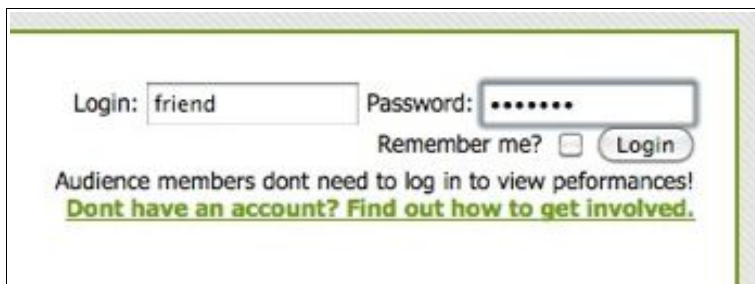 Login: friend Password: •••••••
Remember me? Login
Audience members dont need to log in to view peformances!
Dont have an account? Find out how to get involved.